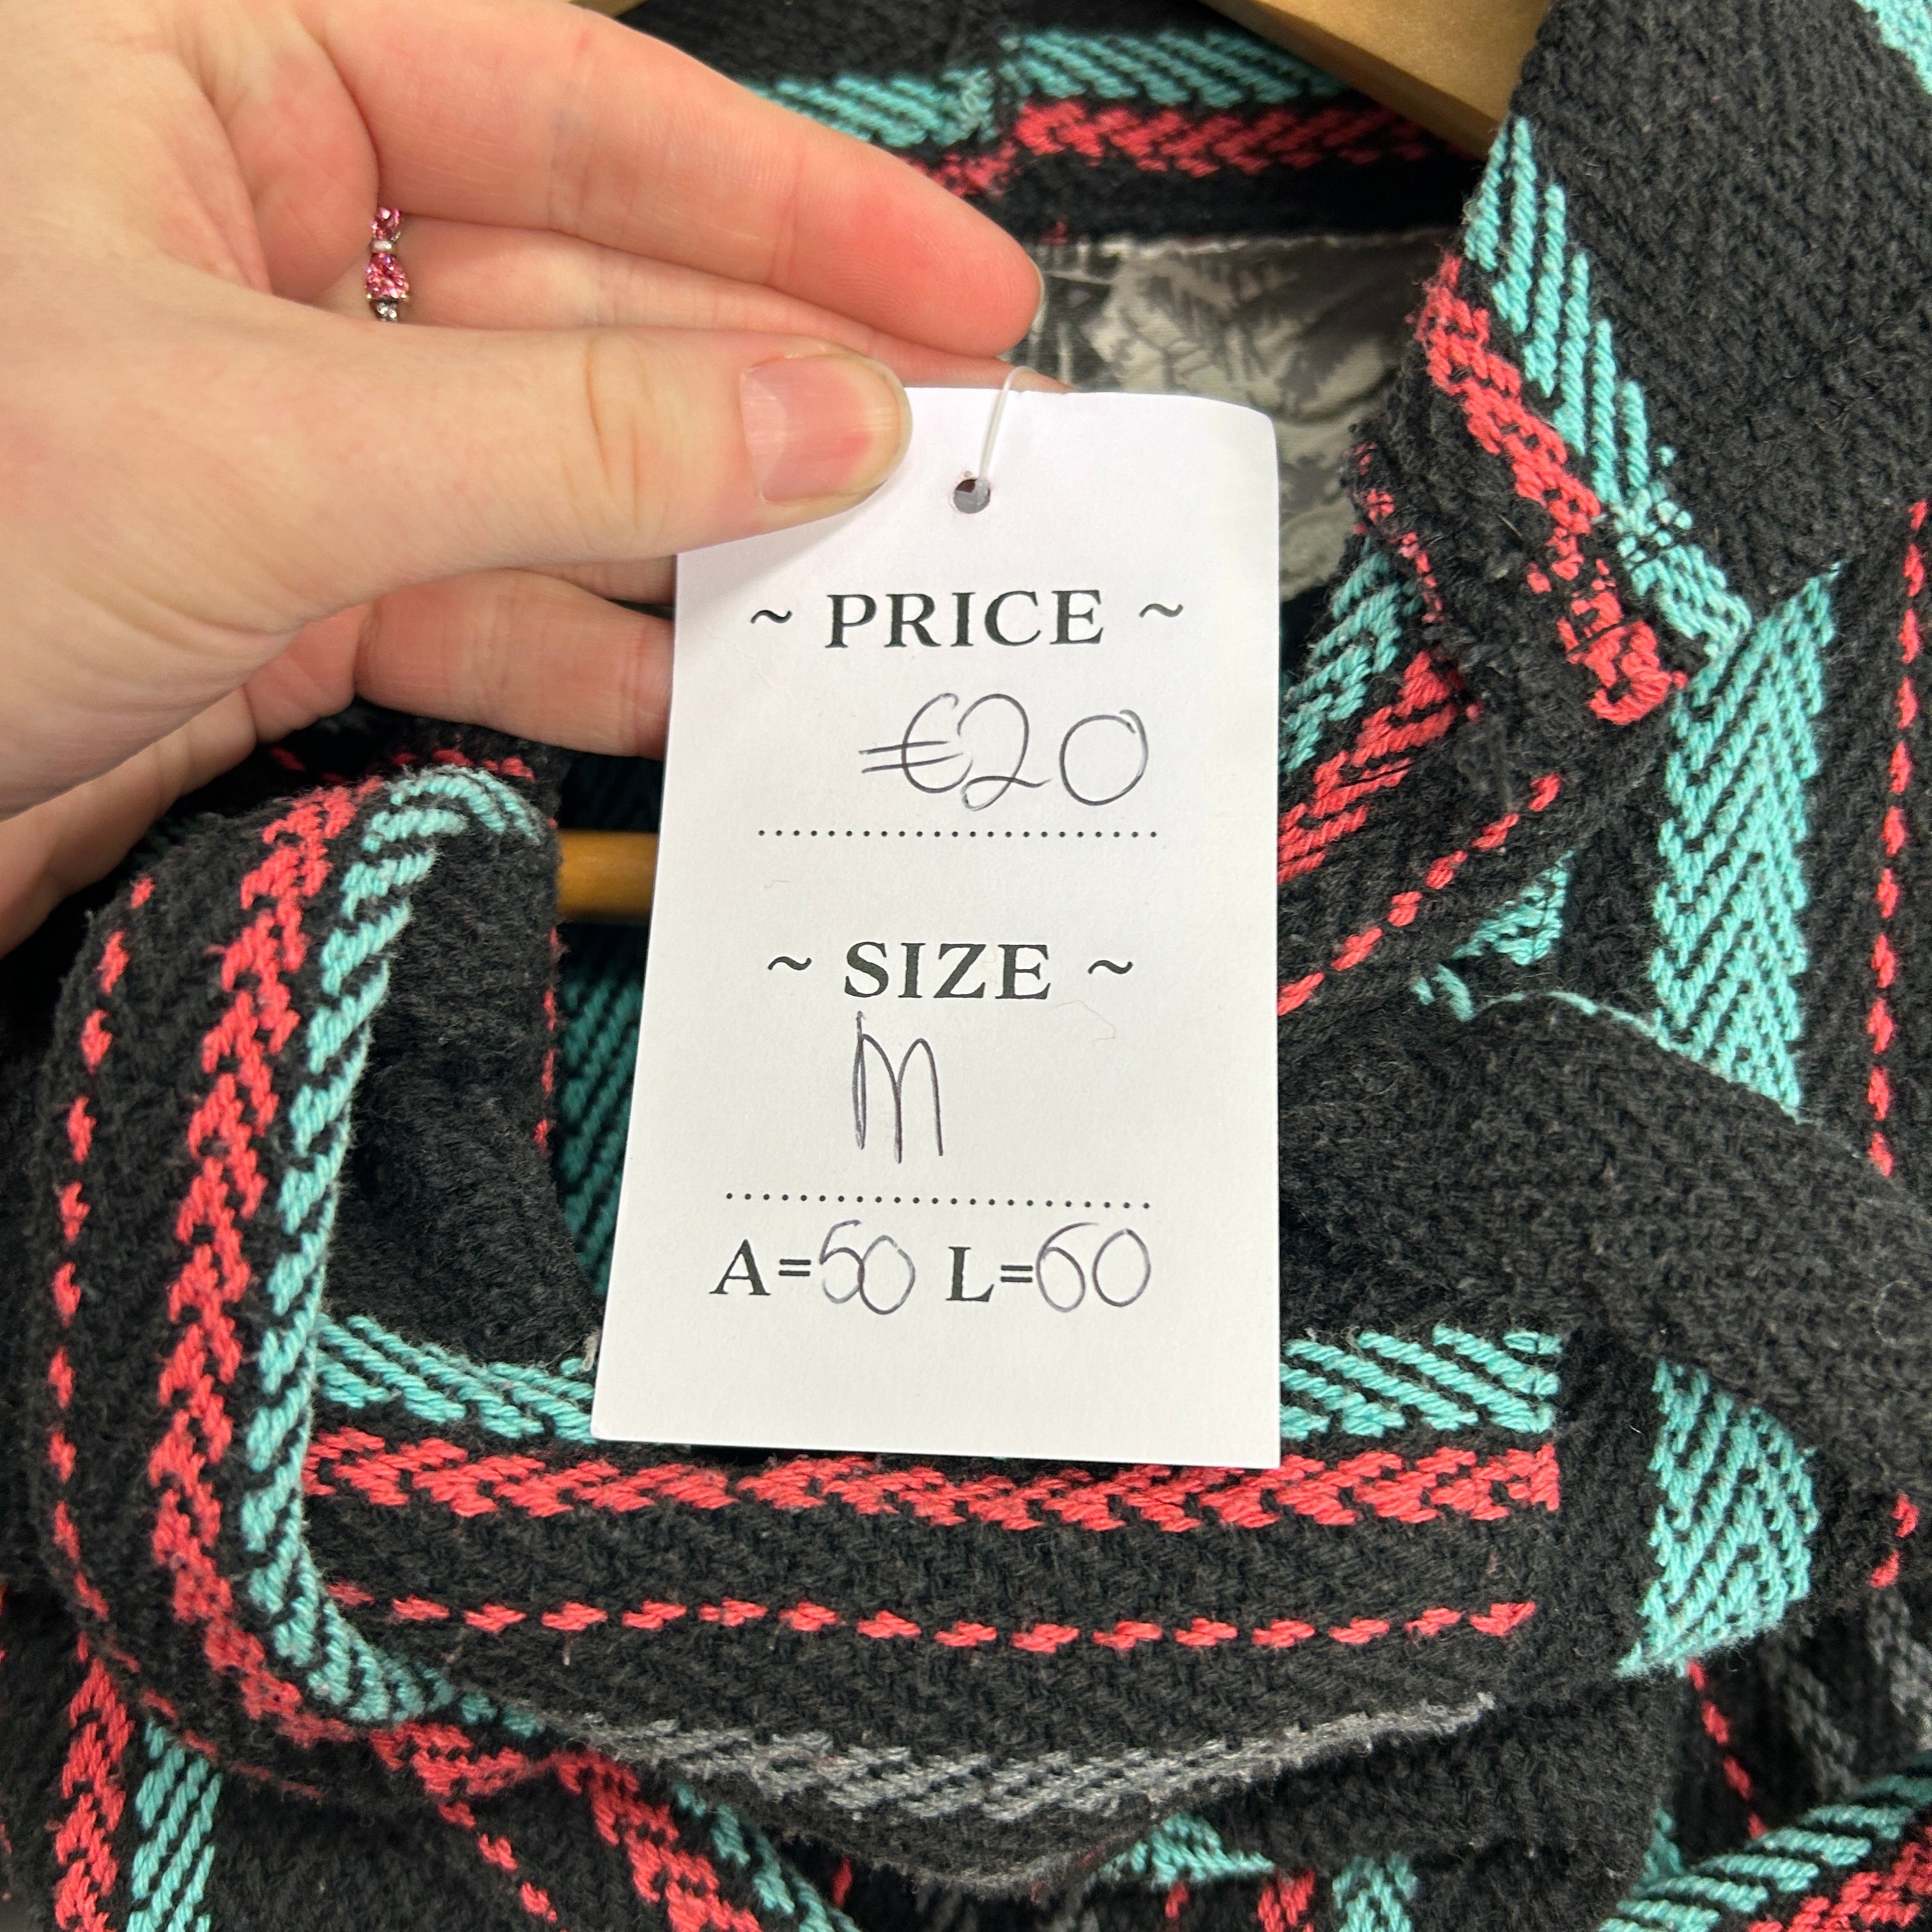 ~ PRICE ~
€20
~ SIZE ~
M
A=50 L=60